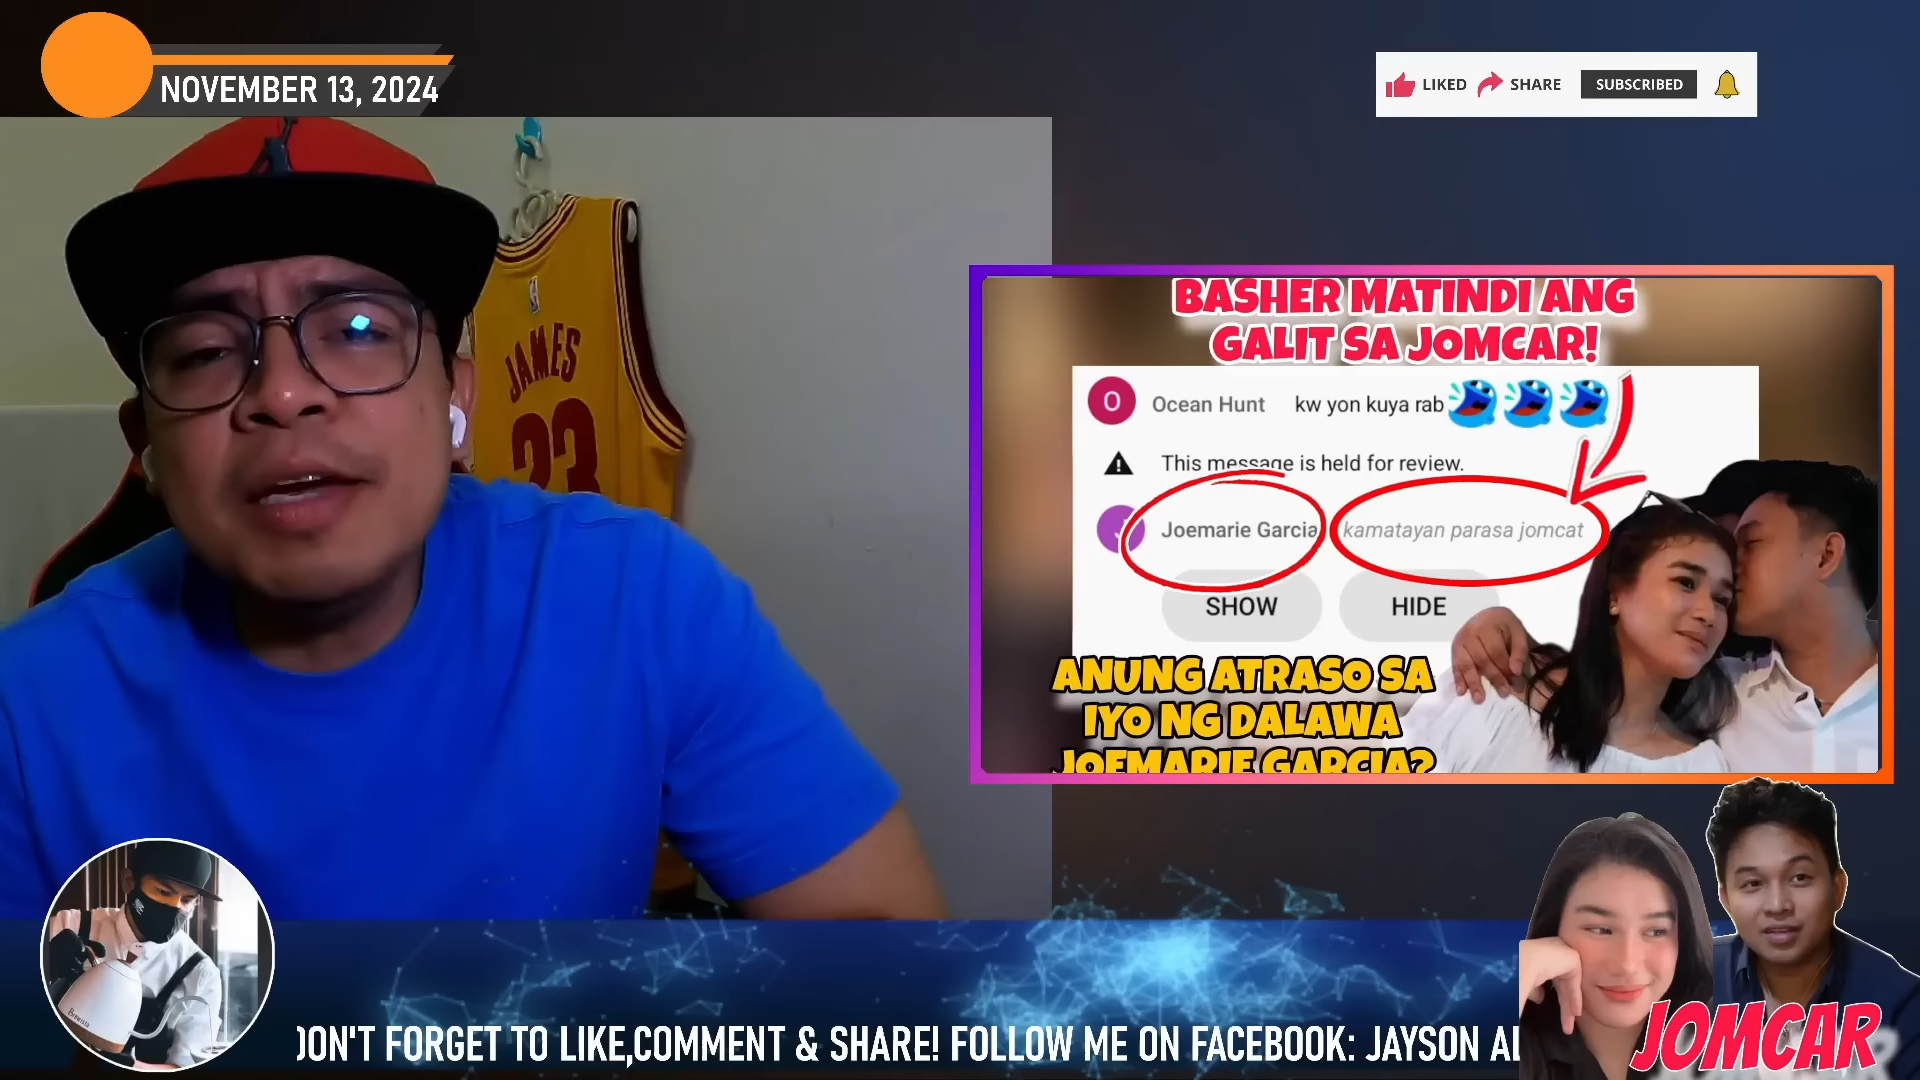 NOVEMBER 13, 2024
LIKED SHARE SUBSCRIBED
JAMES
23
BASHER MATINDI ANG
GALIT SA JOMCAR!
O Ocean Hunt kw yon kuya rab
This message is held for review.
J Joemarie Garcia kamatayan parasa jomcat
SHOW HIDE
ANUNG ATRASO SA
IYO NG DALAWA
JOEMARIE GARCIA?
DON'T FORGET TO LIKE,COMMENT & SHARE! FOLLOW ME ON FACEBOOK: JAYSON AL
JOMCAR